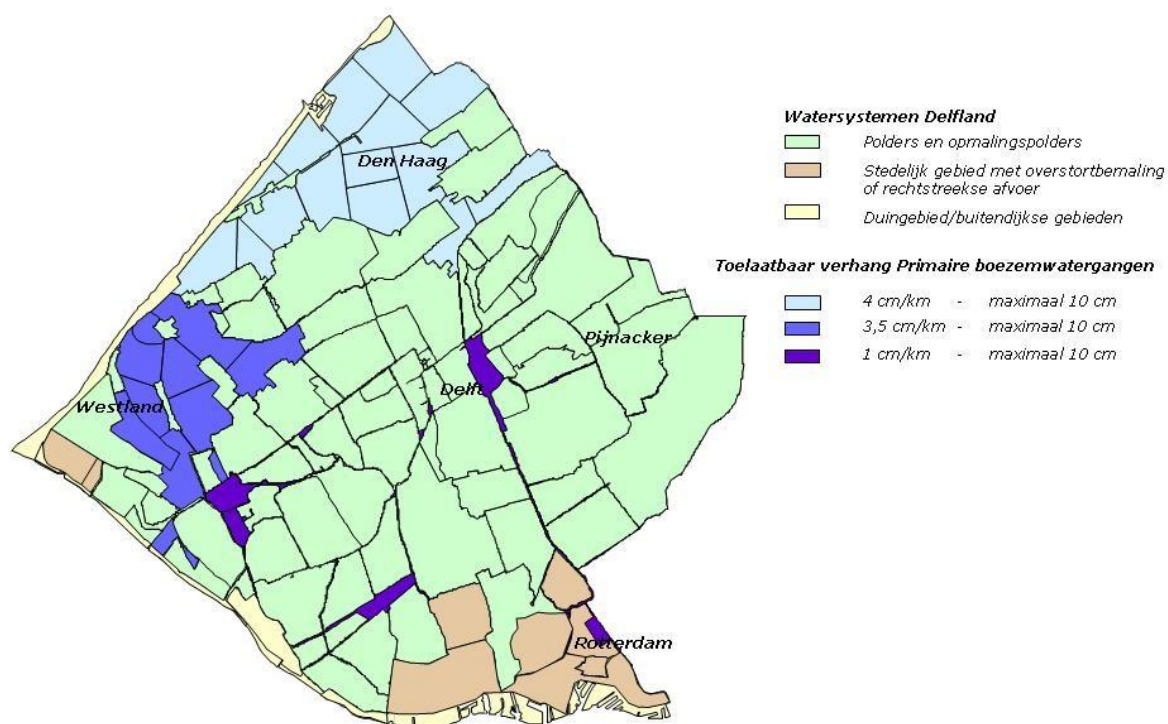 Den Haag
Pijnacker
Delft
Westland
Rotterdam
Watersystemen Delfland
Polders en opmalingspolders
Stedelijk gebied met overstortbemaling
of rechtstreekse afvoer
Duingebied/buitendijkse gebieden
Toelaatbaar verhang Primaire boezemwatergangen
4 cm/km - maximaal 10 cm
3,5 cm/km - maximaal 10 cm
1 cm/km - maximaal 10 cm